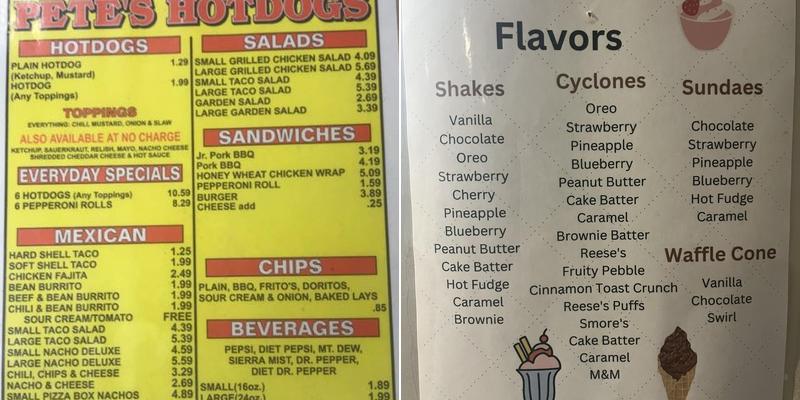 PETE'S HOTDOGS
HOTDOGS
PLAIN HOTDOG 1.29
(Ketchup, Mustard)
HOTDOG 1.99
(Any Toppings)
TOPPINGS
EVERYTHING: CHILI, MUSTARD, ONION & SLAW
ALSO AVAILABLE AT NO CHARGE
KETCHUP, SAUERKRAUT, RELISH, MAYO, NACHO CHEESE
SHREDDED CHEDDAR CHEESE & HOT SAUCE
EVERYDAY SPECIALS
6 HOTDOGS (Any Toppings) 10.59
6 PEPPERONI ROLLS 8.29
MEXICAN
HARD SHELL TACO 1.25
SOFT SHELL TACO 1.99
CHICKEN FAJITA 2.49
BEAN BURRITO 1.99
BEEF & BEAN BURRITO 1.99
CHILI & BEAN BURRITO 1.99
SOUR CREAM/TOMATO FREE
SMALL TACO SALAD 4.39
LARGE TACO SALAD 5.39
SMALL NACHO DELUXE 4.59
LARGE NACHO DELUXE 5.59
CHILI, CHIPS & CHEESE 3.29
NACHO & CHEESE 2.69
SMALL PIZZA BOX NACHOS 4.89
SALADS
SMALL GRILLED CHICKEN SALAD 4.09
LARGE GRILLED CHICKEN SALAD 5.69
SMALL TACO SALAD 4.39
LARGE TACO SALAD 5.39
GARDEN SALAD 2.69
LARGE GARDEN SALAD 3.39
SANDWICHES
Jr. Pork BBQ 3.19
Pork BBQ 4.19
HONEY WHEAT CHICKEN WRAP 5.09
PEPPERONI ROLL 1.59
BURGER 3.89
CHEESE add .25
CHIPS
PLAIN, BBQ, FRITO'S, DORITOS,
SOUR CREAM & ONION, BAKED LAYS
.85
BEVERAGES
PEPSI, DIET PEPSI, MT. DEW,
SIERRA MIST, DR. PEPPER,
DIET DR. PEPPER
SMALL(16oz.) 1.89
LARGE(24oz.) 1.99
Flavors
Shakes
Vanilla
Chocolate
Oreo
Strawberry
Cherry
Pineapple
Blueberry
Peanut Butter
Cake Batter
Hot Fudge
Caramel
Brownie
Cyclones
Oreo
Strawberry
Pineapple
Blueberry
Peanut Butter
Cake Batter
Caramel
Brownie Batter
Reese's
Fruity Pebble
Cinnamon Toast Crunch
Reese's Puffs
Smore's
Cake Batter
Caramel
M&M
Sundaes
Chocolate
Strawberry
Pineapple
Blueberry
Hot Fudge
Caramel
Waffle Cone
Vanilla
Chocolate
Swirl